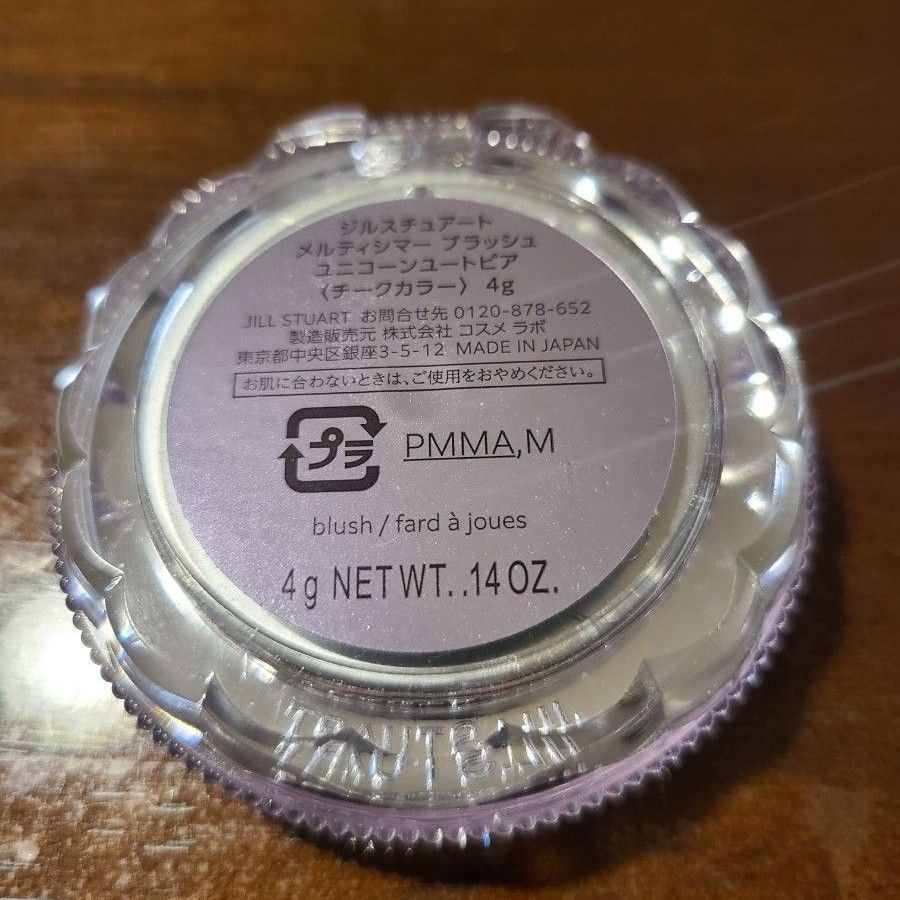 ジルスチュアート
メルティシマー ブラッシュ
ユニコーンユートピア
〈チークカラー〉 4g
JILL STUART お問合せ先 0120-878-652
製造販売元 株式会社 コスメ ラボ
東京都中央区銀座3-5-12 MADE IN JAPAN
お肌に合わないときは、ご使用をおやめください。
プラ PMMA,M
blush / fard à joues
4g NET WT. .14 OZ.